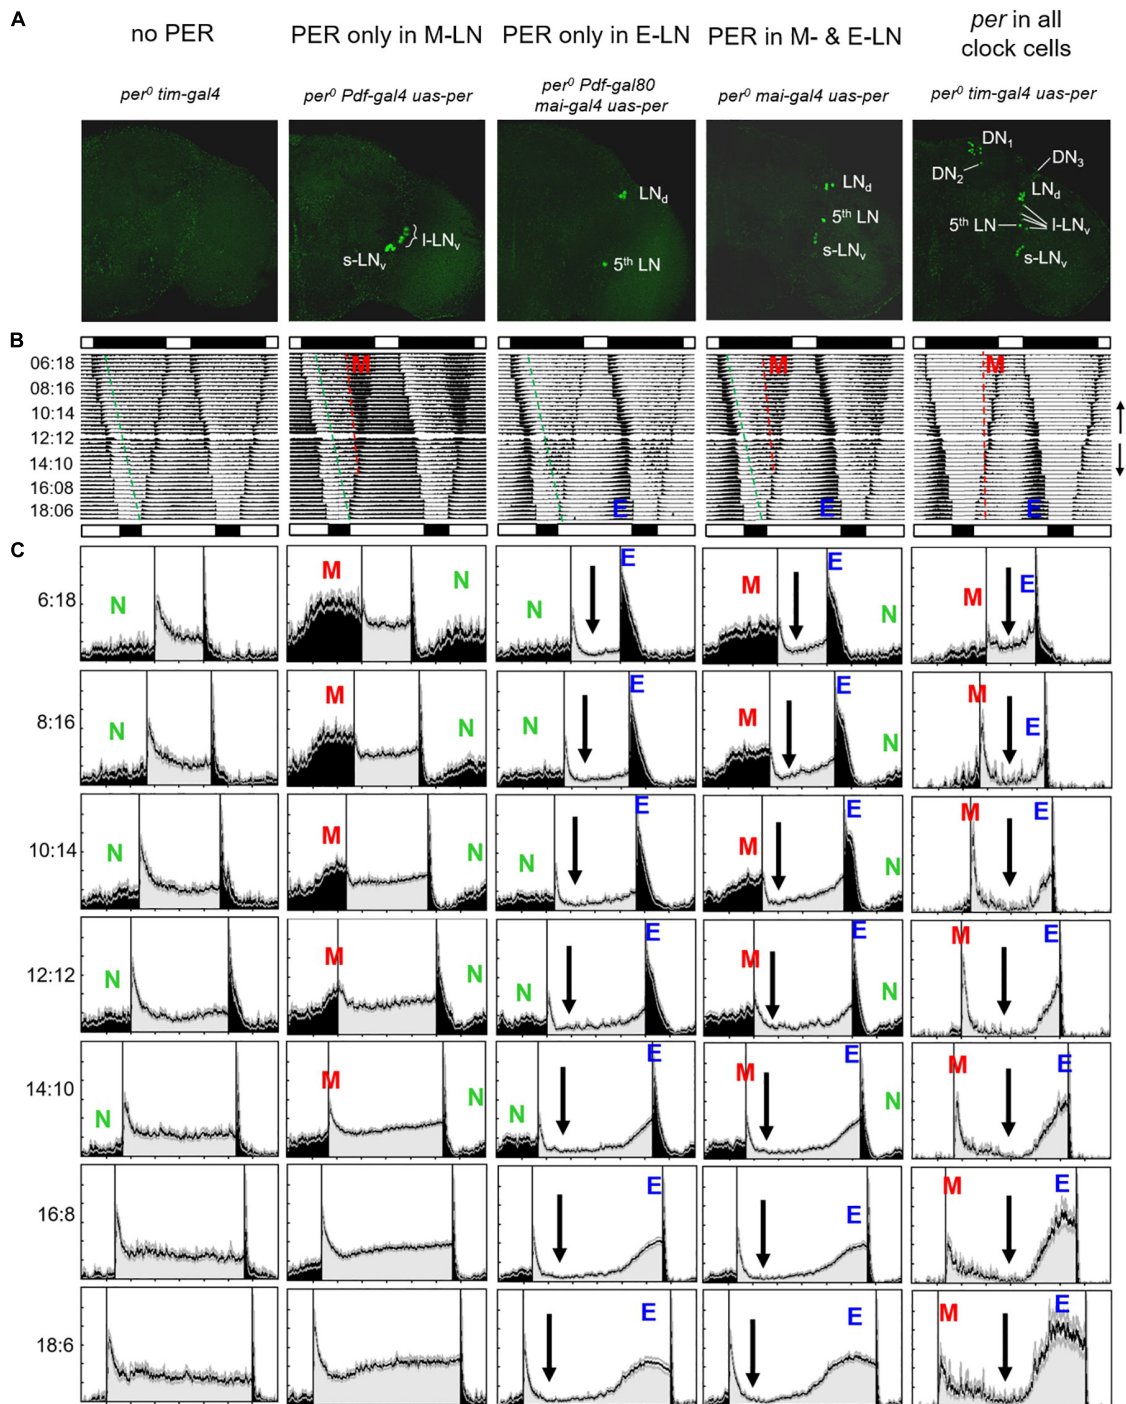 A
no PER
PER only in M-LN
PER only in E-LN
PER in M- & E-LN
per in all
clock cells
per⁰ tim-gal4
per⁰ Pdf-gal4 uas-per
per⁰ Pdf-gal80
mai-gal4 uas-per
per⁰ mai-gal4 uas-per
per⁰ tim-gal4 uas-per
l-LNv
s-LNv
LNd
5th LN
LNd
5th LN
s-LNv
DN1
DN2
DN3
LNd
5th LN
l-LNv
s-LNv
B
06:18
08:16
10:14
12:12
14:10
16:08
18:06
M
E
M
E
M
E
C
6:18
N
M
N
N
E
M
E
N
M
E
8:16
N
M
N
N
E
M
E
N
M
E
10:14
N
M
N
N
E
M
E
N
M
E
12:12
N
M
N
N
E
M
E
N
M
E
14:10
N
M
N
N
E
M
E
N
M
E
16:8
E
E
M
E
18:6
E
E
M
E